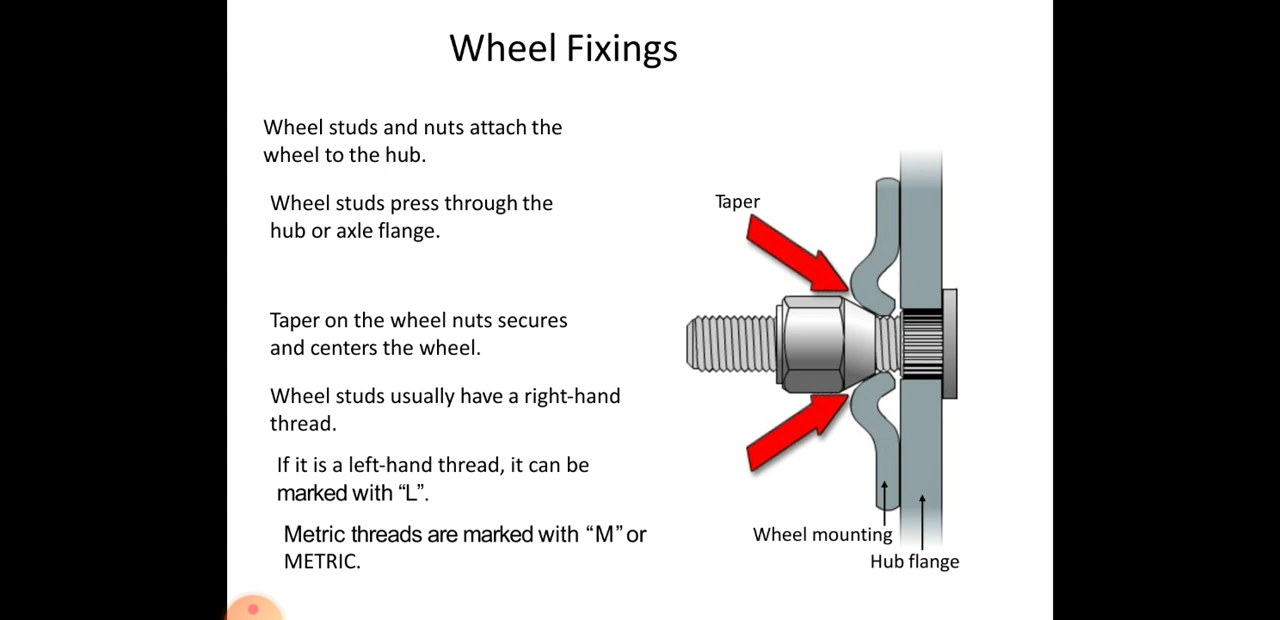 Wheel Fixings
Wheel studs and nuts attach the
wheel to the hub.
Wheel studs press through the
hub or axle flange.
Taper on the wheel nuts secures
and centers the wheel.
Wheel studs usually have a right-hand
thread.
If it is a left-hand thread, it can be
marked with “L”.
Metric threads are marked with “M” or
METRIC.
Taper
Wheel mounting
Hub flange